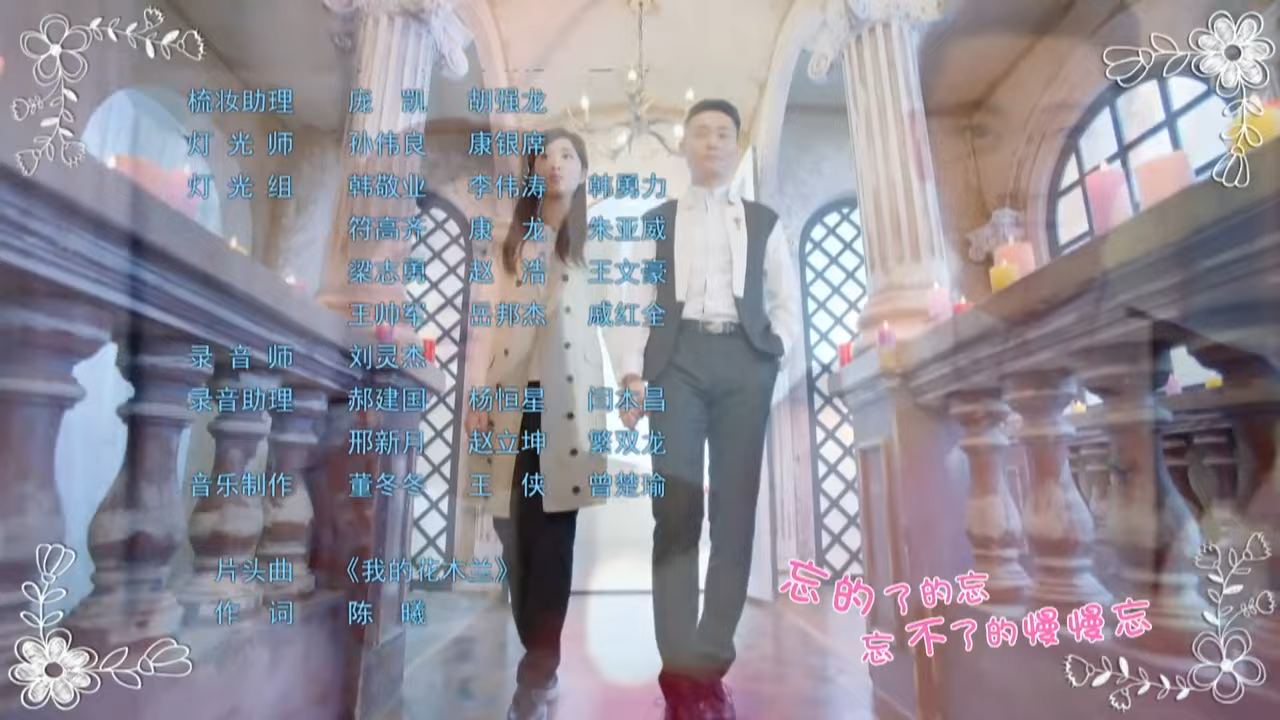 梳妆助理 庞凯 胡强龙
灯光师 孙伟良 康银席
灯光组 韩敬业 李伟涛 韩勇力
符高齐 康龙 朱亚威
梁志勇 赵浩 王文豪
王帅军 岳邦杰 戚红全
录音师 刘灵杰
录音助理 郝建国 杨恒星 闫本昌
邢新月 赵立坤 繁双龙
音乐制作 董冬冬 王侠 曾楚瑜
片头曲 《我的花木兰》
作词 陈曦
忘的了的忘
忘不了的慢慢忘